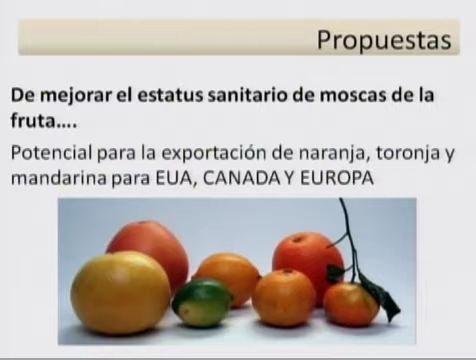 Propuestas
De mejorar el estatus sanitario de moscas de la
fruta....
Potencial para la exportación de naranja, toronja y
mandarina para EUA, CANADA Y EUROPA